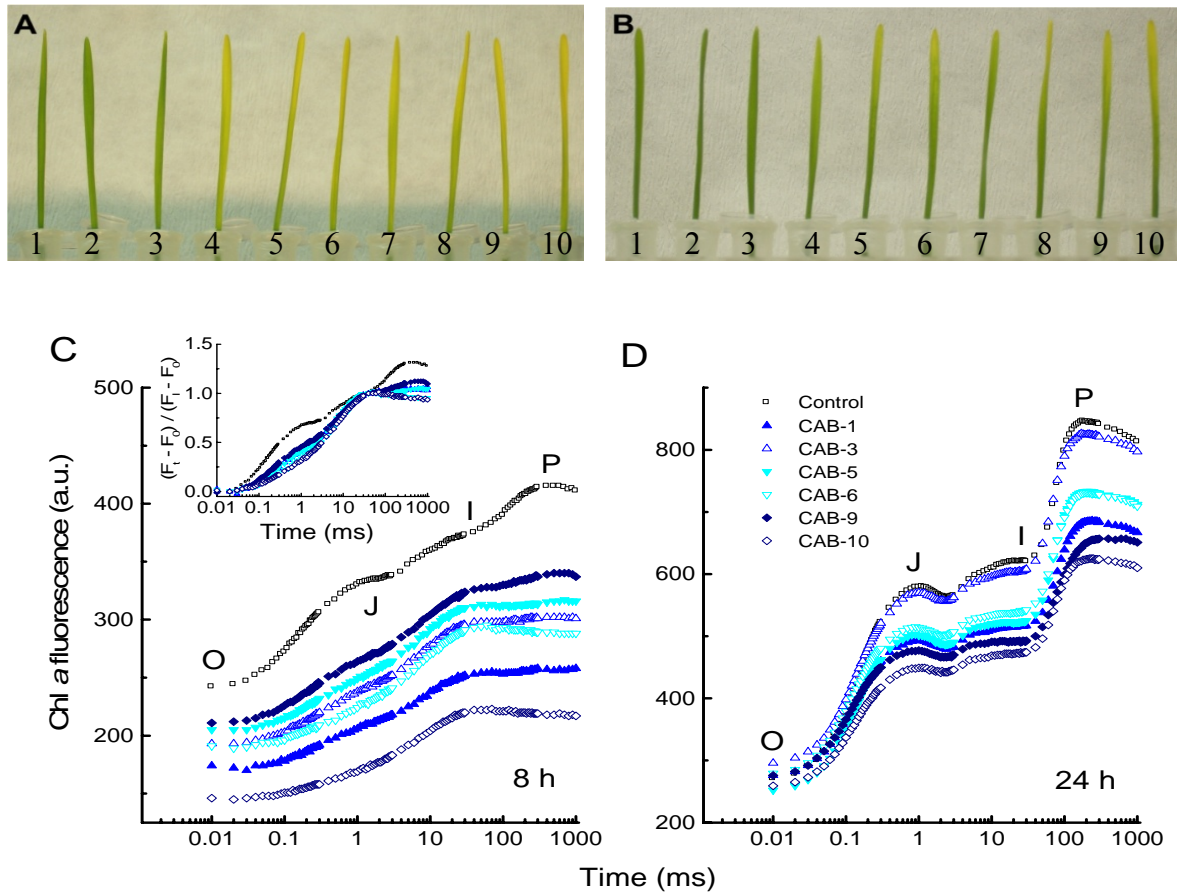 A
1 2 3 4 5 6 7 8 9 10
B
1 2 3 4 5 6 7 8 9 10
C
500
400
300
200
Chl a fluorescence (a.u.)
1.5
1.0
0.5
0.0
(Ft - F0) / (FI - F0)
0.01 0.1 1 10 100 1000
Time (ms)
O
J
I
P
8 h
0.01 0.1 1 10 100 1000
D
800
600
400
200
Control
CAB-1
CAB-3
CAB-5
CAB-6
CAB-9
CAB-10
O
J
I
P
24 h
0.01 0.1 1 10 100 1000
Time (ms)